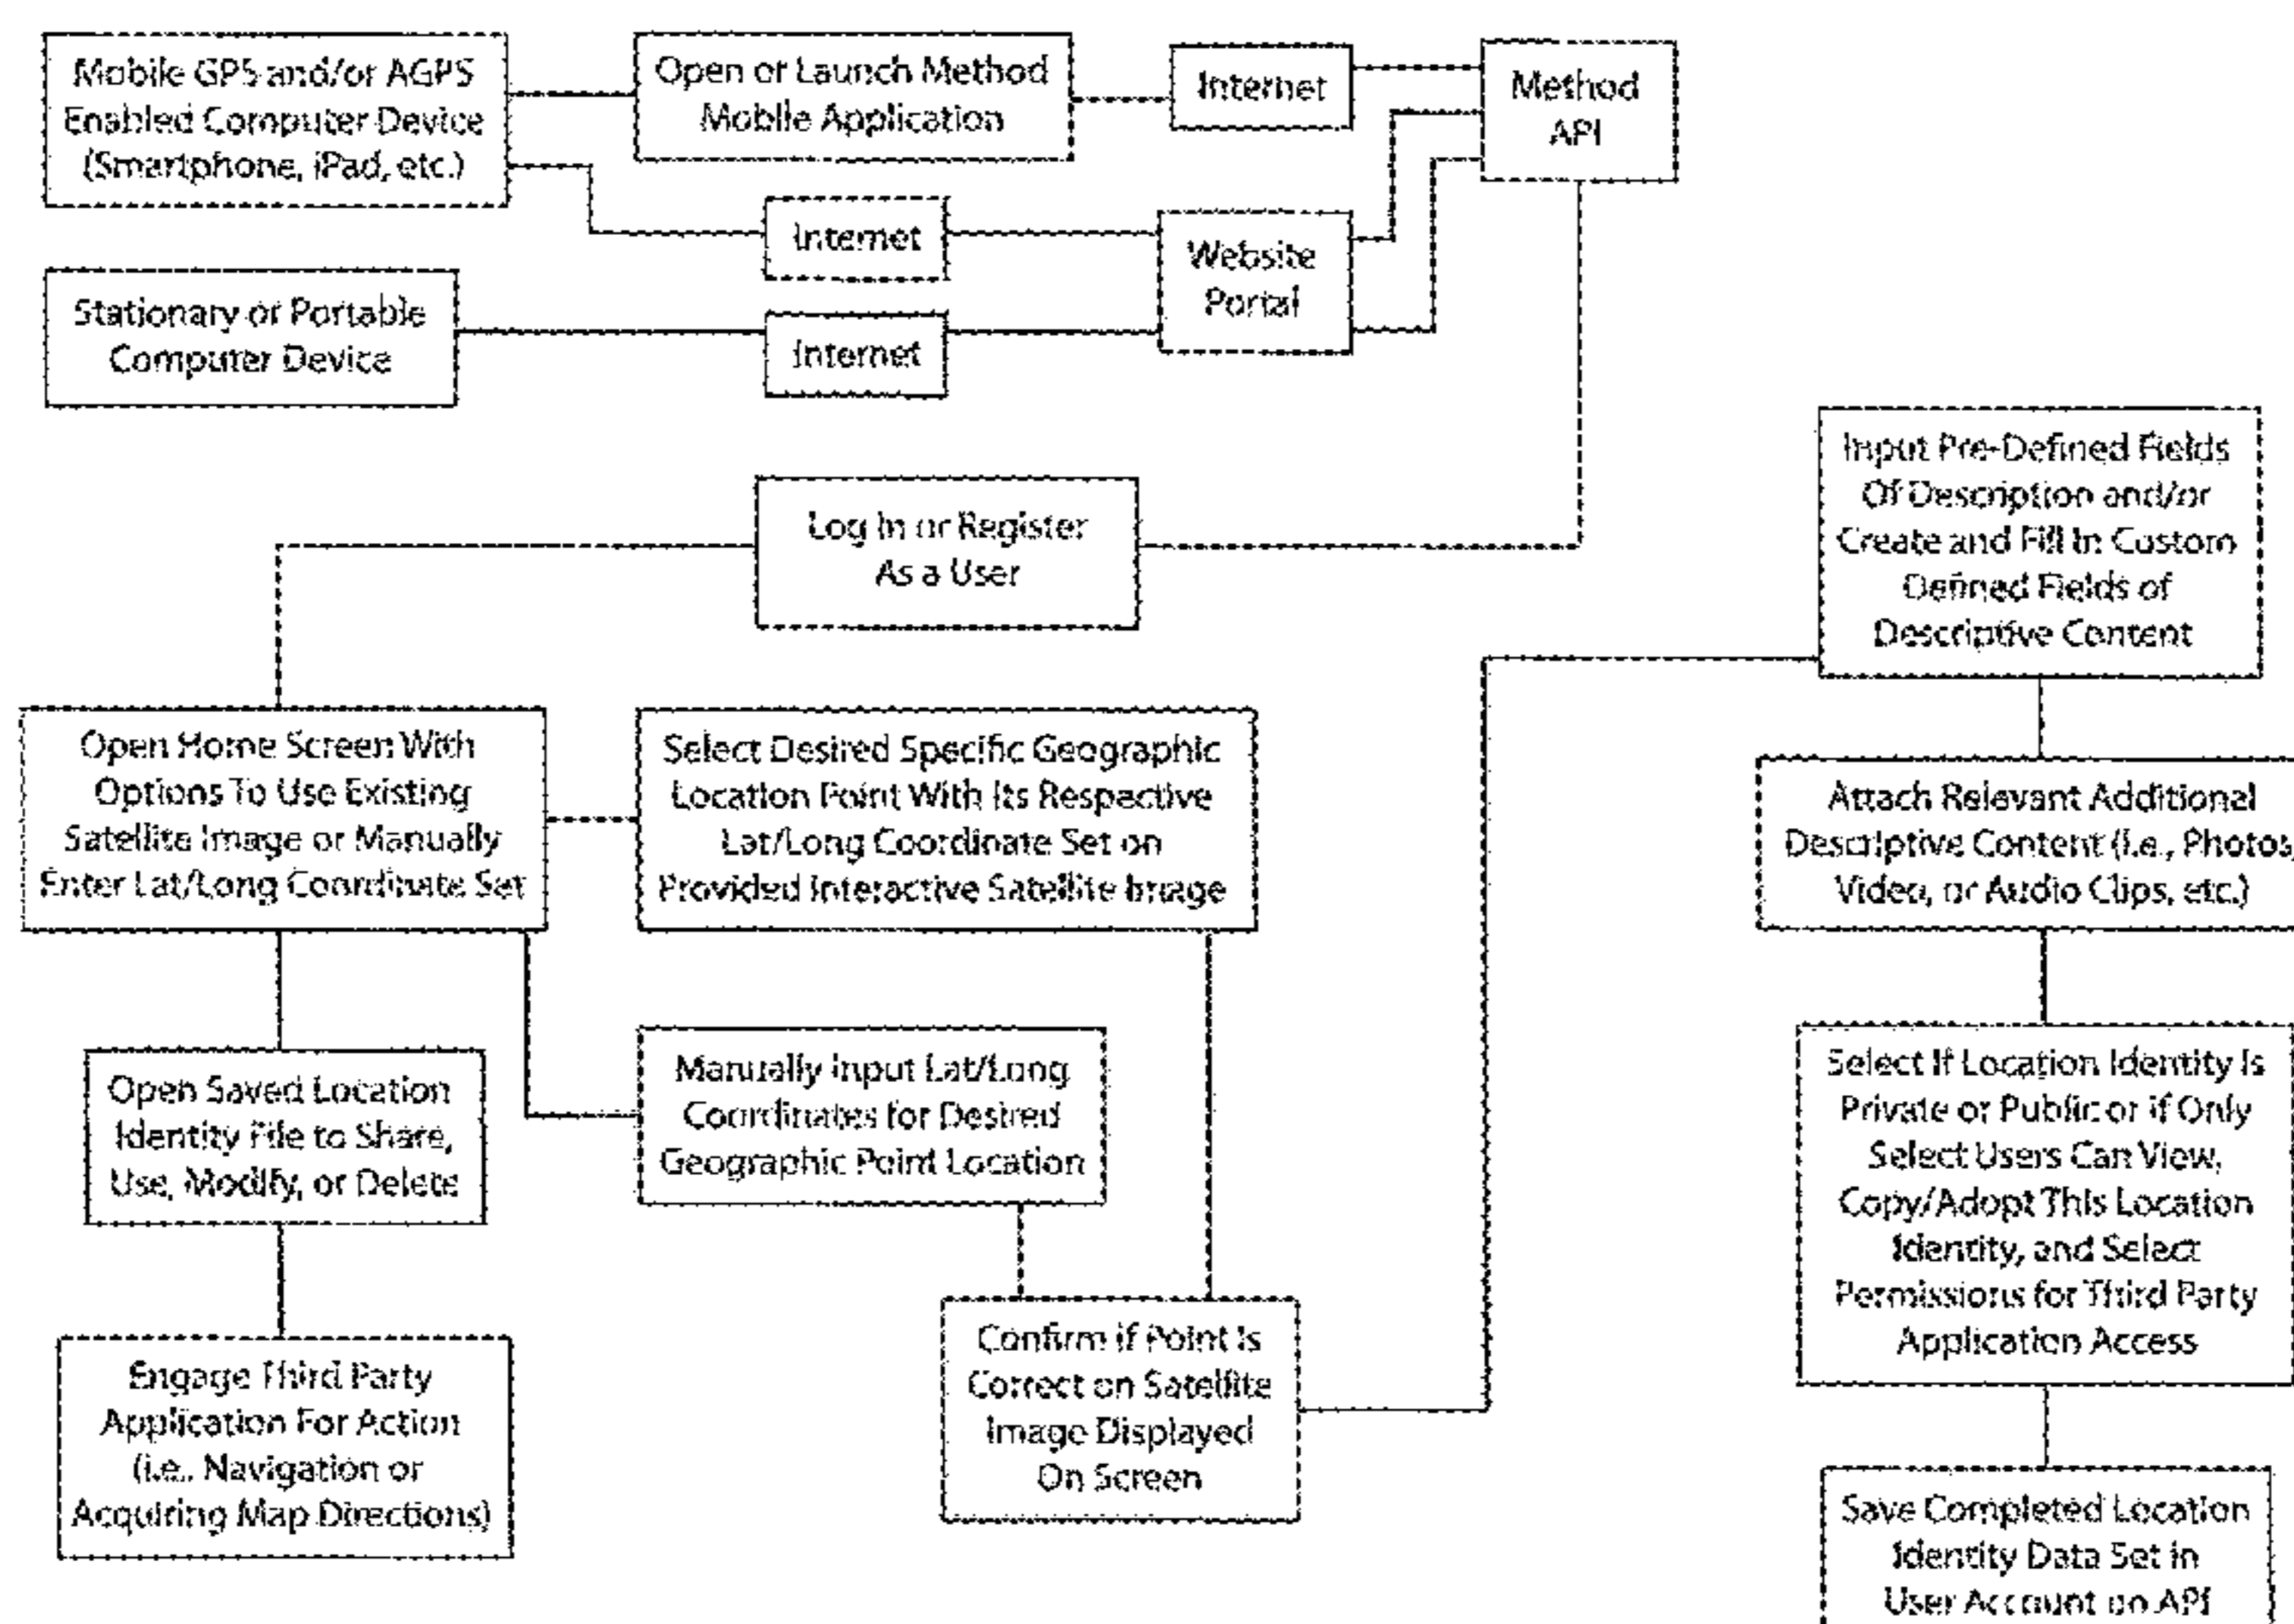 Mobile GPS and/or AGPS
Enabled Computer Device
(Smartphone, iPad, etc.)
Open or Launch Method
Mobile Application
Internet
Method
API
Internet
Website
Portal
Stationary or Portable
Computer Device
Internet
Log In or Register
As a User
Open Home Screen With
Options To Use Existing
Satellite Image or Manually
Enter Lat/Long Coordinate Set
Select Desired Specific Geographic
Location Point With Its Respective
Lat/Long Coordinate Set on
Provided Interactive Satellite Image
Open Saved Location
Identity File to Share,
Use, Modify, or Delete
Manually Input Lat/Long
Coordinates for Desired
Geographic Point Location
Engage Third Party
Application For Action
(i.e., Navigation or
Acquiring Map Directions)
Confirm if Point Is
Correct on Satellite
Image Displayed
On Screen
Input Pre-Defined Fields
Of Description and/or
Create and Fill In Custom
Defined Fields of
Descriptive Content
Attach Relevant Additional
Descriptive Content (i.e., Photos,
Video, or Audio Clips, etc.)
Select If Location Identity Is
Private or Public or if Only
Select Users Can View,
Copy/Adopt This Location
Identity, and Select
Permissions for Third Party
Application Access
Save Completed Location
Identity Data Set in
User Account on API